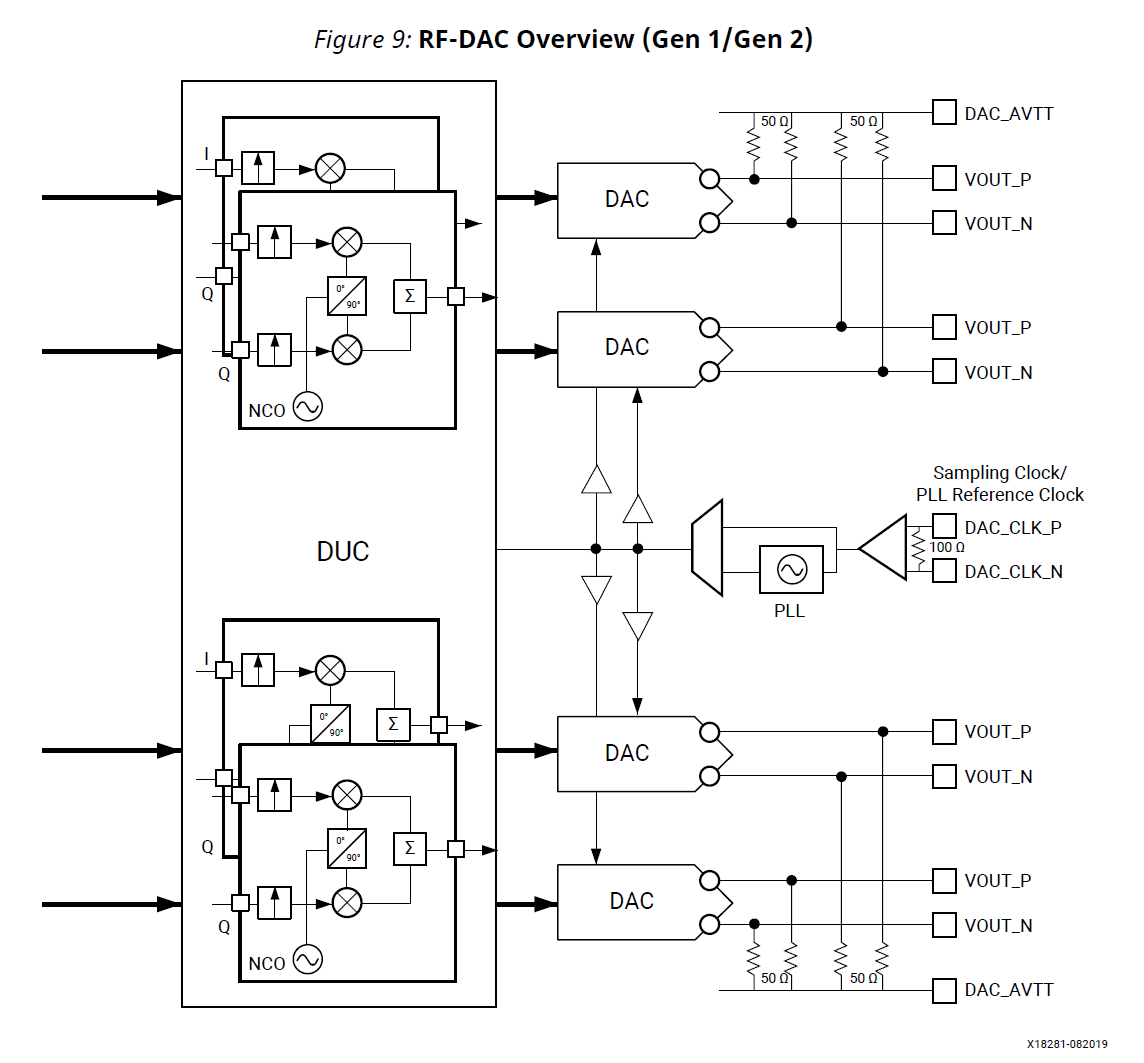 Figure 9: RF-DAC Overview (Gen 1/Gen 2)
50 Ω
50 Ω
DAC_AVTT
I
DAC
VOUT_P
VOUT_N
Q
0°
90°
Σ
DAC
VOUT_P
VOUT_N
Q
NCO
Sampling Clock/
PLL Reference Clock
DAC_CLK_P
100 Ω
DAC_CLK_N
DUC
PLL
I
0°
90°
Σ
DAC
VOUT_P
VOUT_N
Q
0°
90°
Σ
DAC
VOUT_P
VOUT_N
Q
NCO
50 Ω
50 Ω
DAC_AVTT
X18281-082019